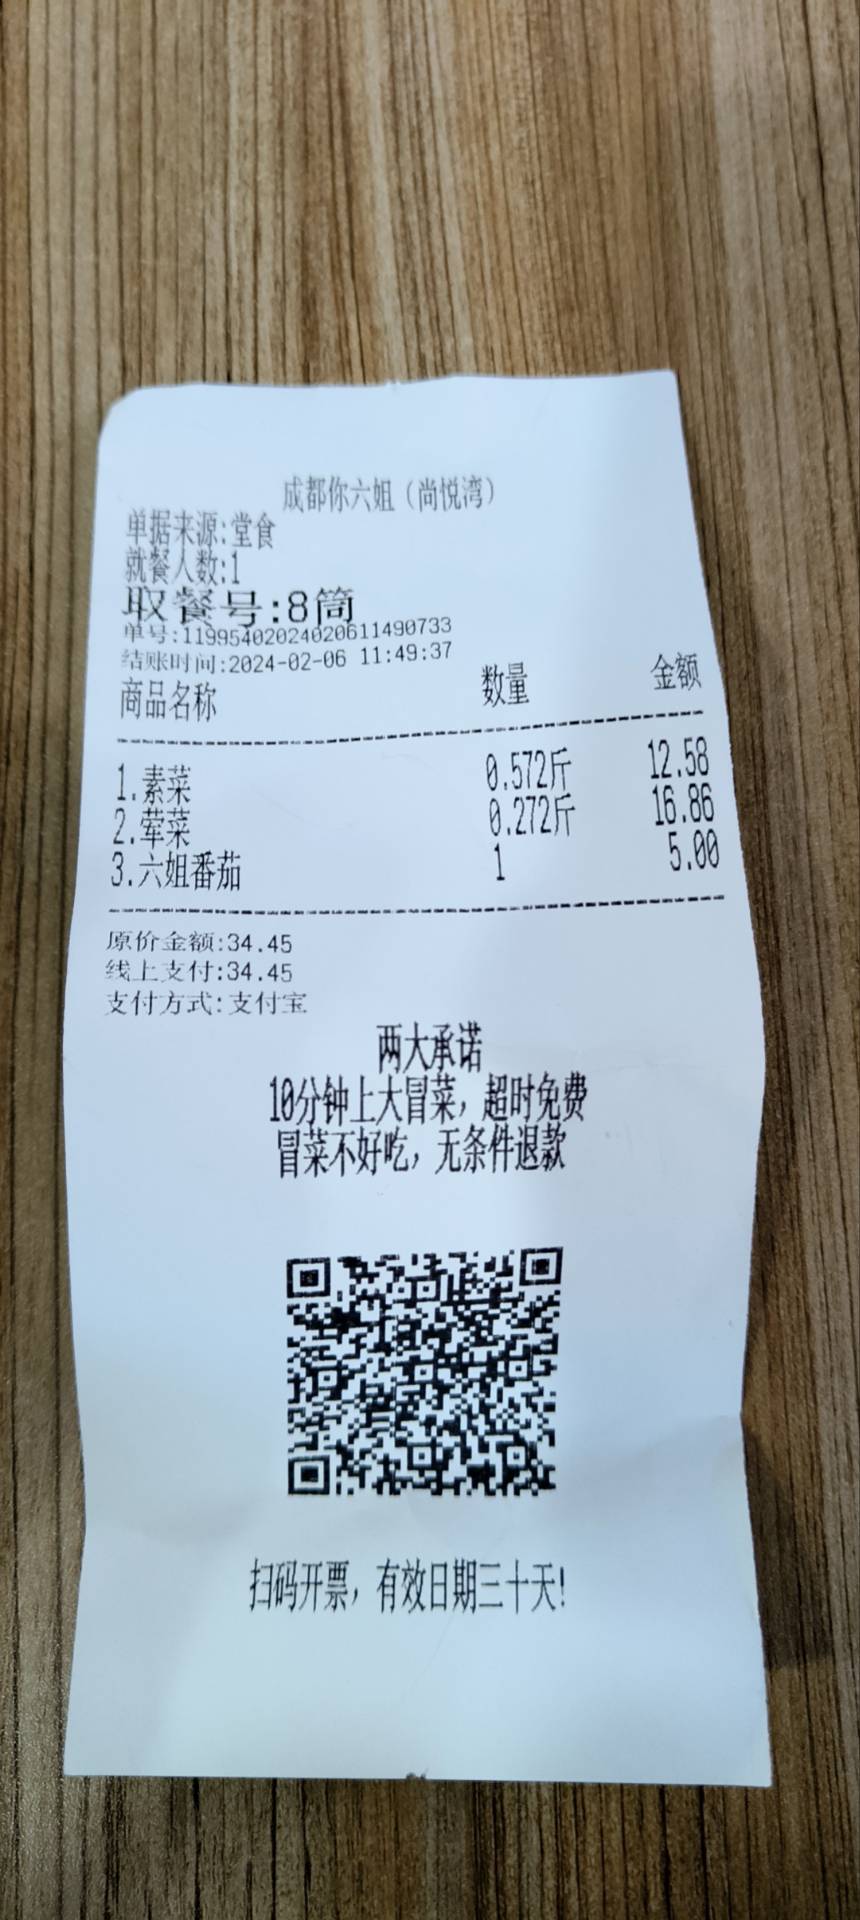 成都你六姐（尚悦湾）
单据来源:堂食
就餐人数:1
取餐号:8筒
单号:11995402024020611490733
结账时间:2024-02-06 11:49:37
商品名称 数量 金额
1.素菜 0.572斤 12.58
2.荤菜 0.272斤 16.86
3.六姐番茄 1 5.00
原价金额:34.45
线上支付:34.45
支付方式:支付宝
两大承诺
10分钟上大冒菜，超时免费
冒菜不好吃，无条件退款
扫码开票，有效日期三十天!